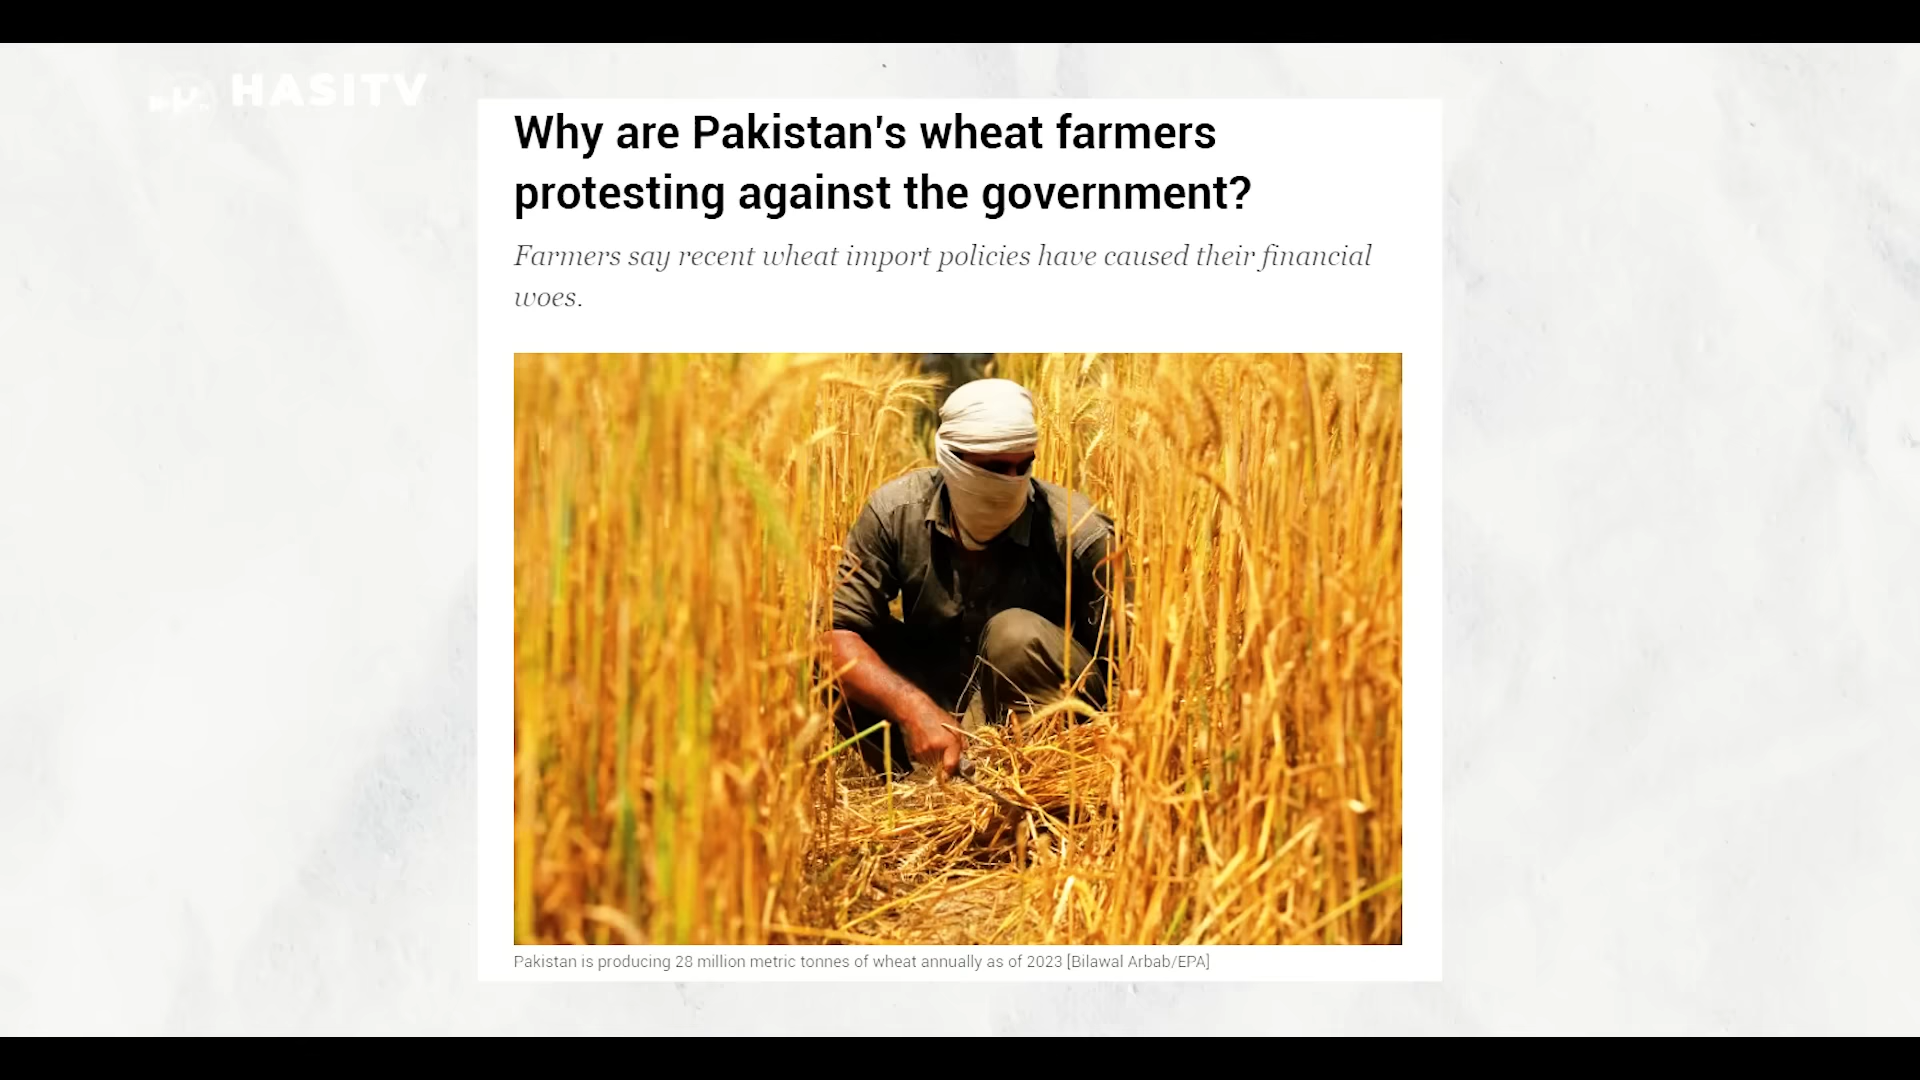 HASITV
Why are Pakistan's wheat farmers
protesting against the government?
Farmers say recent wheat import policies have caused their financial
woes.
Pakistan is producing 28 million metric tonnes of wheat annually as of 2023 [Bilawal Arbab/EPA]